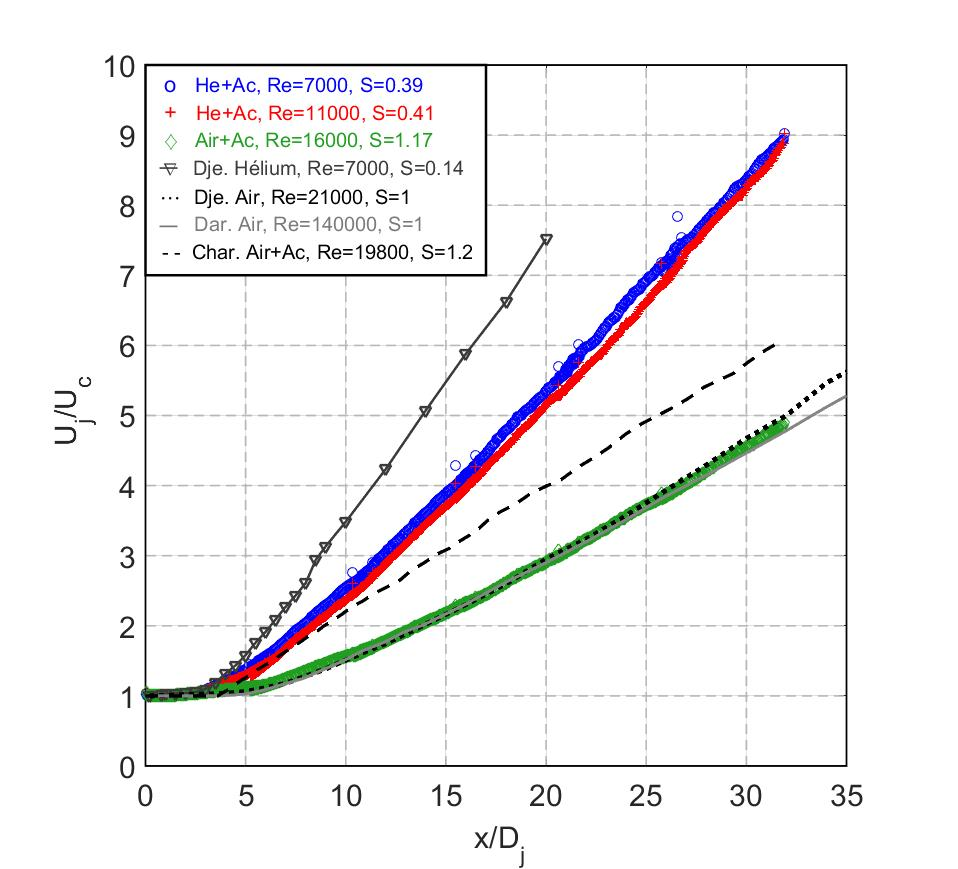 10
9
8
7
6
5
4
3
2
1
0
o He+Ac, Re=7000, S=0.39
+ He+Ac, Re=11000, S=0.41
◊ Air+Ac, Re=16000, S=1.17
Dje. Hélium, Re=7000, S=0.14
Dje. Air, Re=21000, S=1
Dar. Air, Re=140000, S=1
Char. Air+Ac, Re=19800, S=1.2
U_j/U_c
0 5 10 15 20 25 30 35
x/D_j